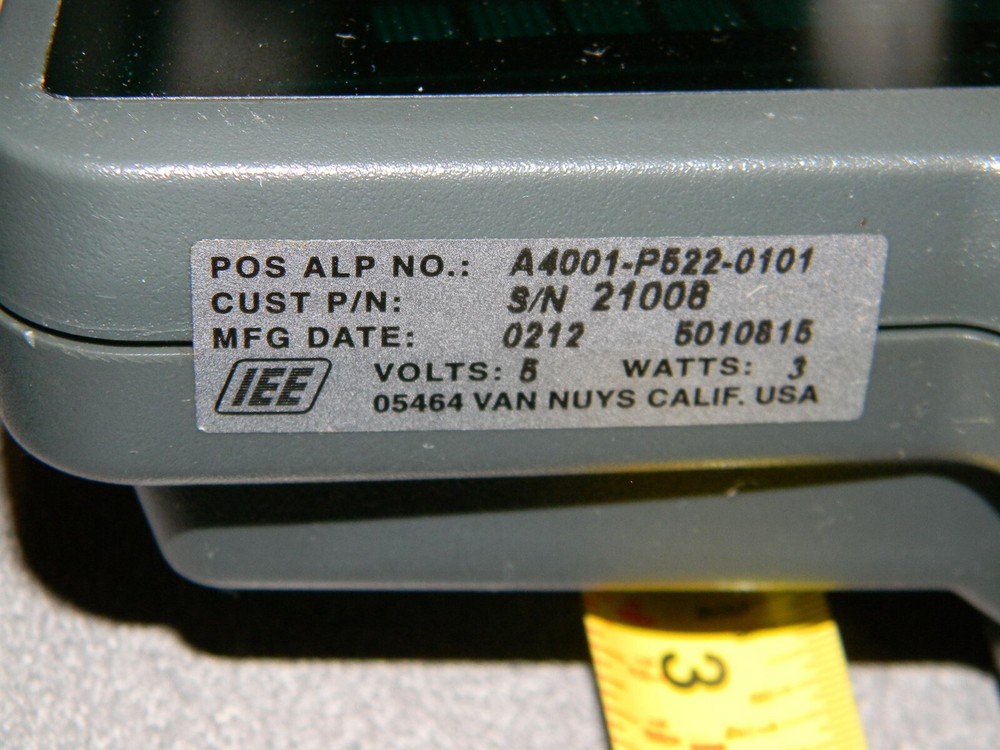 POS ALP NO.: A4001-P522-0101
CUST P/N: S/N 21008
MFG DATE: 0212 5010815
IEE VOLTS: 5 WATTS: 3
05464 VAN NUYS CALIF. USA
3